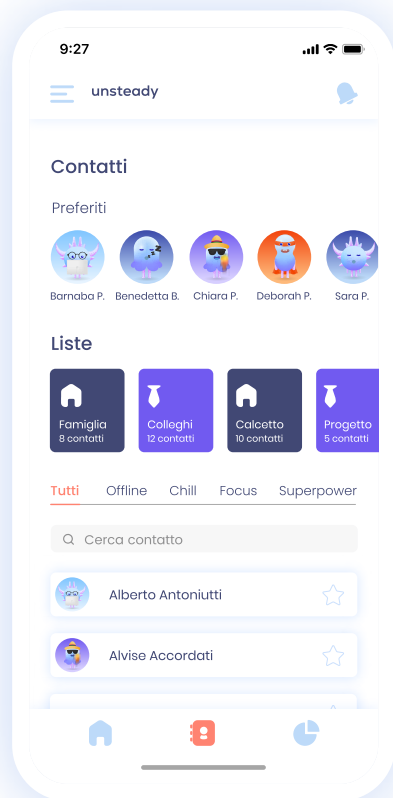 9:27
unsteady
Contatti
Preferiti
Barnaba P. Benedetta B. Chiara P. Deborah P. Sara P.
Liste
Famiglia Colleghi Calcetto Progetto
8 contatti 12 contatti 10 contatti 5 contatti
Tutti Offline Chill Focus Superpower
Cerca contatto
Alberto Antoniutti
Alvise Accordati